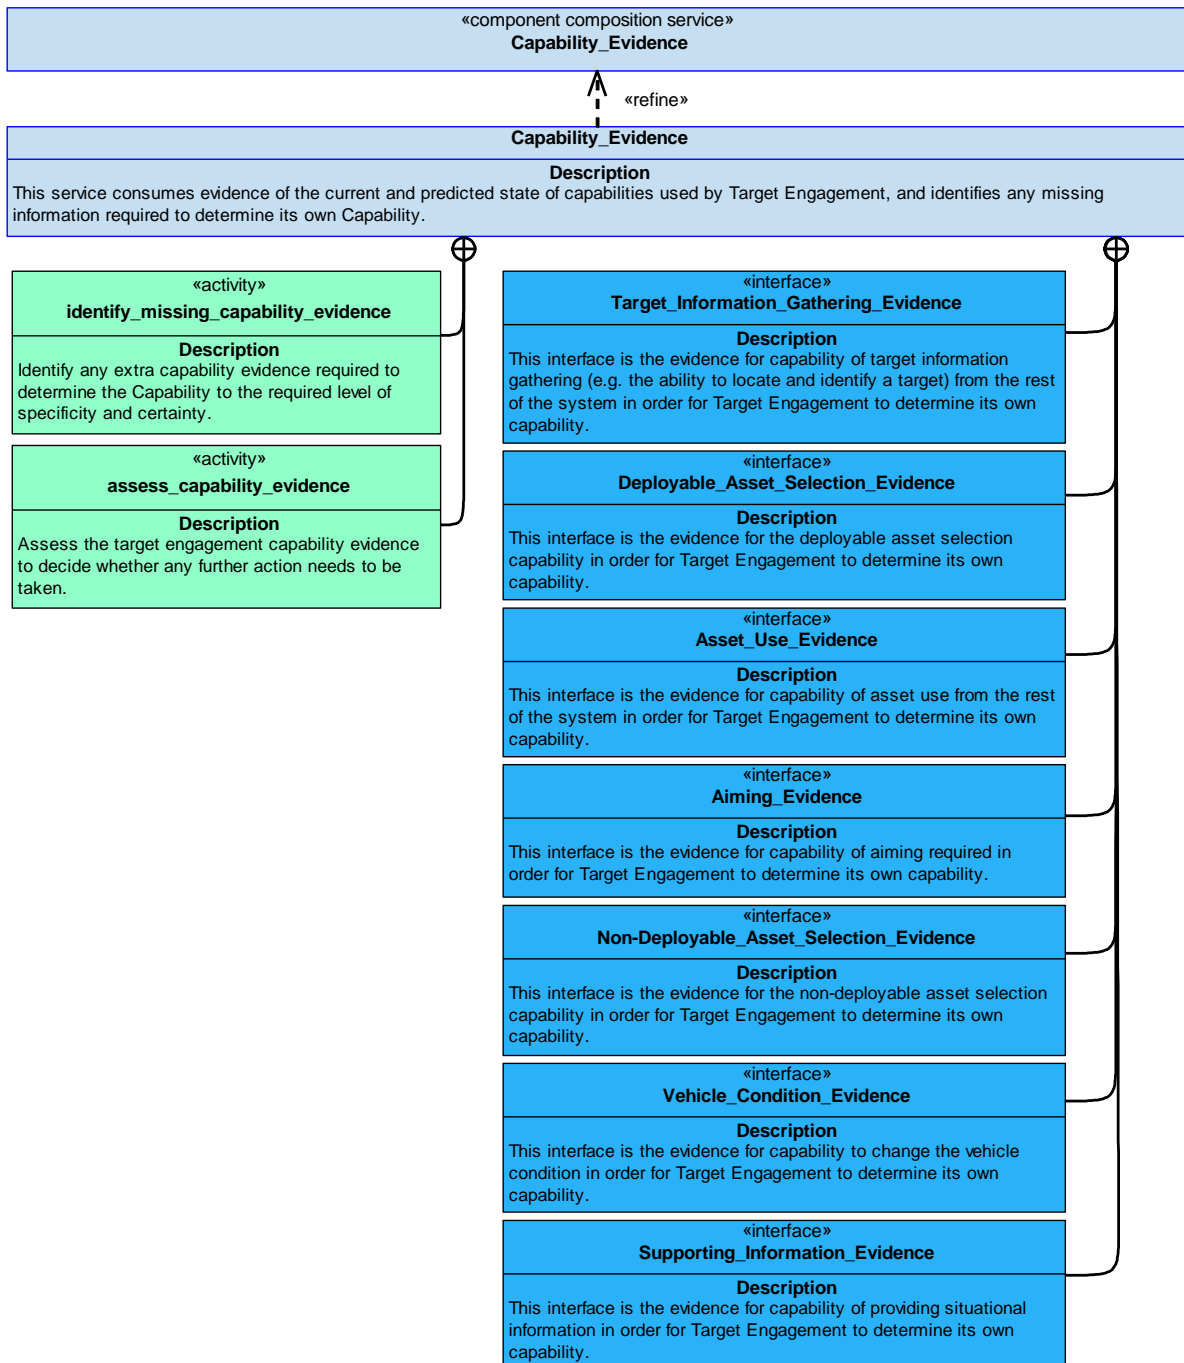 «component composition service»
Capability_Evidence
«refine»
Capability_Evidence
Description
This service consumes evidence of the current and predicted state of capabilities used by Target Engagement, and identifies any missing
information required to determine its own Capability.
«activity»
identify_missing_capability_evidence
Description
Identify any extra capability evidence required to
determine the Capability to the required level of
specificity and certainty.
«activity»
assess_capability_evidence
Description
Assess the target engagement capability evidence
to decide whether any further action needs to be
taken.
«interface»
Target_Information_Gathering_Evidence
Description
This interface is the evidence for capability of target information
gathering (e.g. the ability to locate and identify a target) from the rest
of the system in order for Target Engagement to determine its own
capability.
«interface»
Deployable_Asset_Selection_Evidence
Description
This interface is the evidence for the deployable asset selection
capability in order for Target Engagement to determine its own
capability.
«interface»
Asset_Use_Evidence
Description
This interface is the evidence for capability of asset use from the rest
of the system in order for Target Engagement to determine its own
capability.
«interface»
Aiming_Evidence
Description
This interface is the evidence for capability of aiming required in
order for Target Engagement to determine its own capability.
«interface»
Non-Deployable_Asset_Selection_Evidence
Description
This interface is the evidence for the non-deployable asset selection
capability in order for Target Engagement to determine its own
capability.
«interface»
Vehicle_Condition_Evidence
Description
This interface is the evidence for capability to change the vehicle
condition in order for Target Engagement to determine its own
capability.
«interface»
Supporting_Information_Evidence
Description
This interface is the evidence for capability of providing situational
information in order for Target Engagement to determine its own
capability.